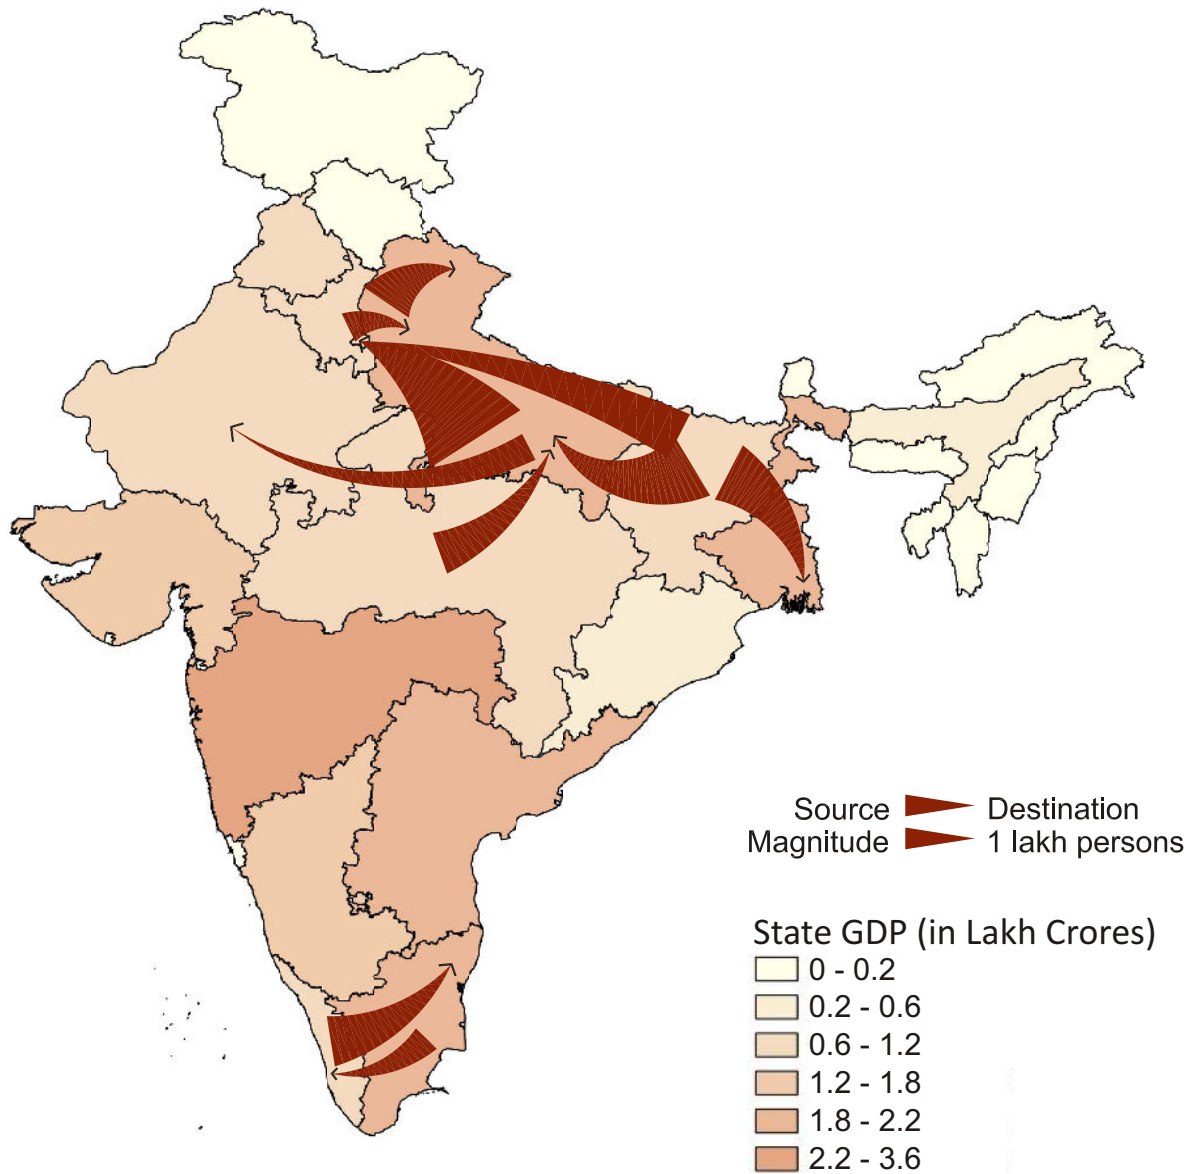 Source Destination
Magnitude 1 lakh persons
State GDP (in Lakh Crores)
0 - 0.2
0.2 - 0.6
0.6 - 1.2
1.2 - 1.8
1.8 - 2.2
2.2 - 3.6